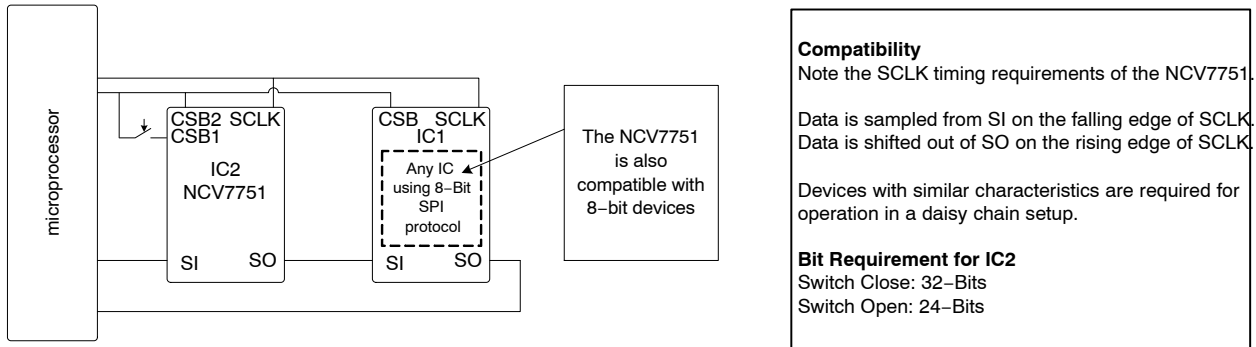 microprocessor
CSB2 SCLK
CSB1
IC2
NCV7751
SI SO
CSB SCLK
IC1
Any IC
using 8−Bit
SPI
protocol
SI SO
The NCV7751
is also
compatible with
8−bit devices
Compatibility
Note the SCLK timing requirements of the NCV7751.
Data is sampled from SI on the falling edge of SCLK.
Data is shifted out of SO on the rising edge of SCLK.
Devices with similar characteristics are required for
operation in a daisy chain setup.
Bit Requirement for IC2
Switch Close: 32−Bits
Switch Open: 24−Bits